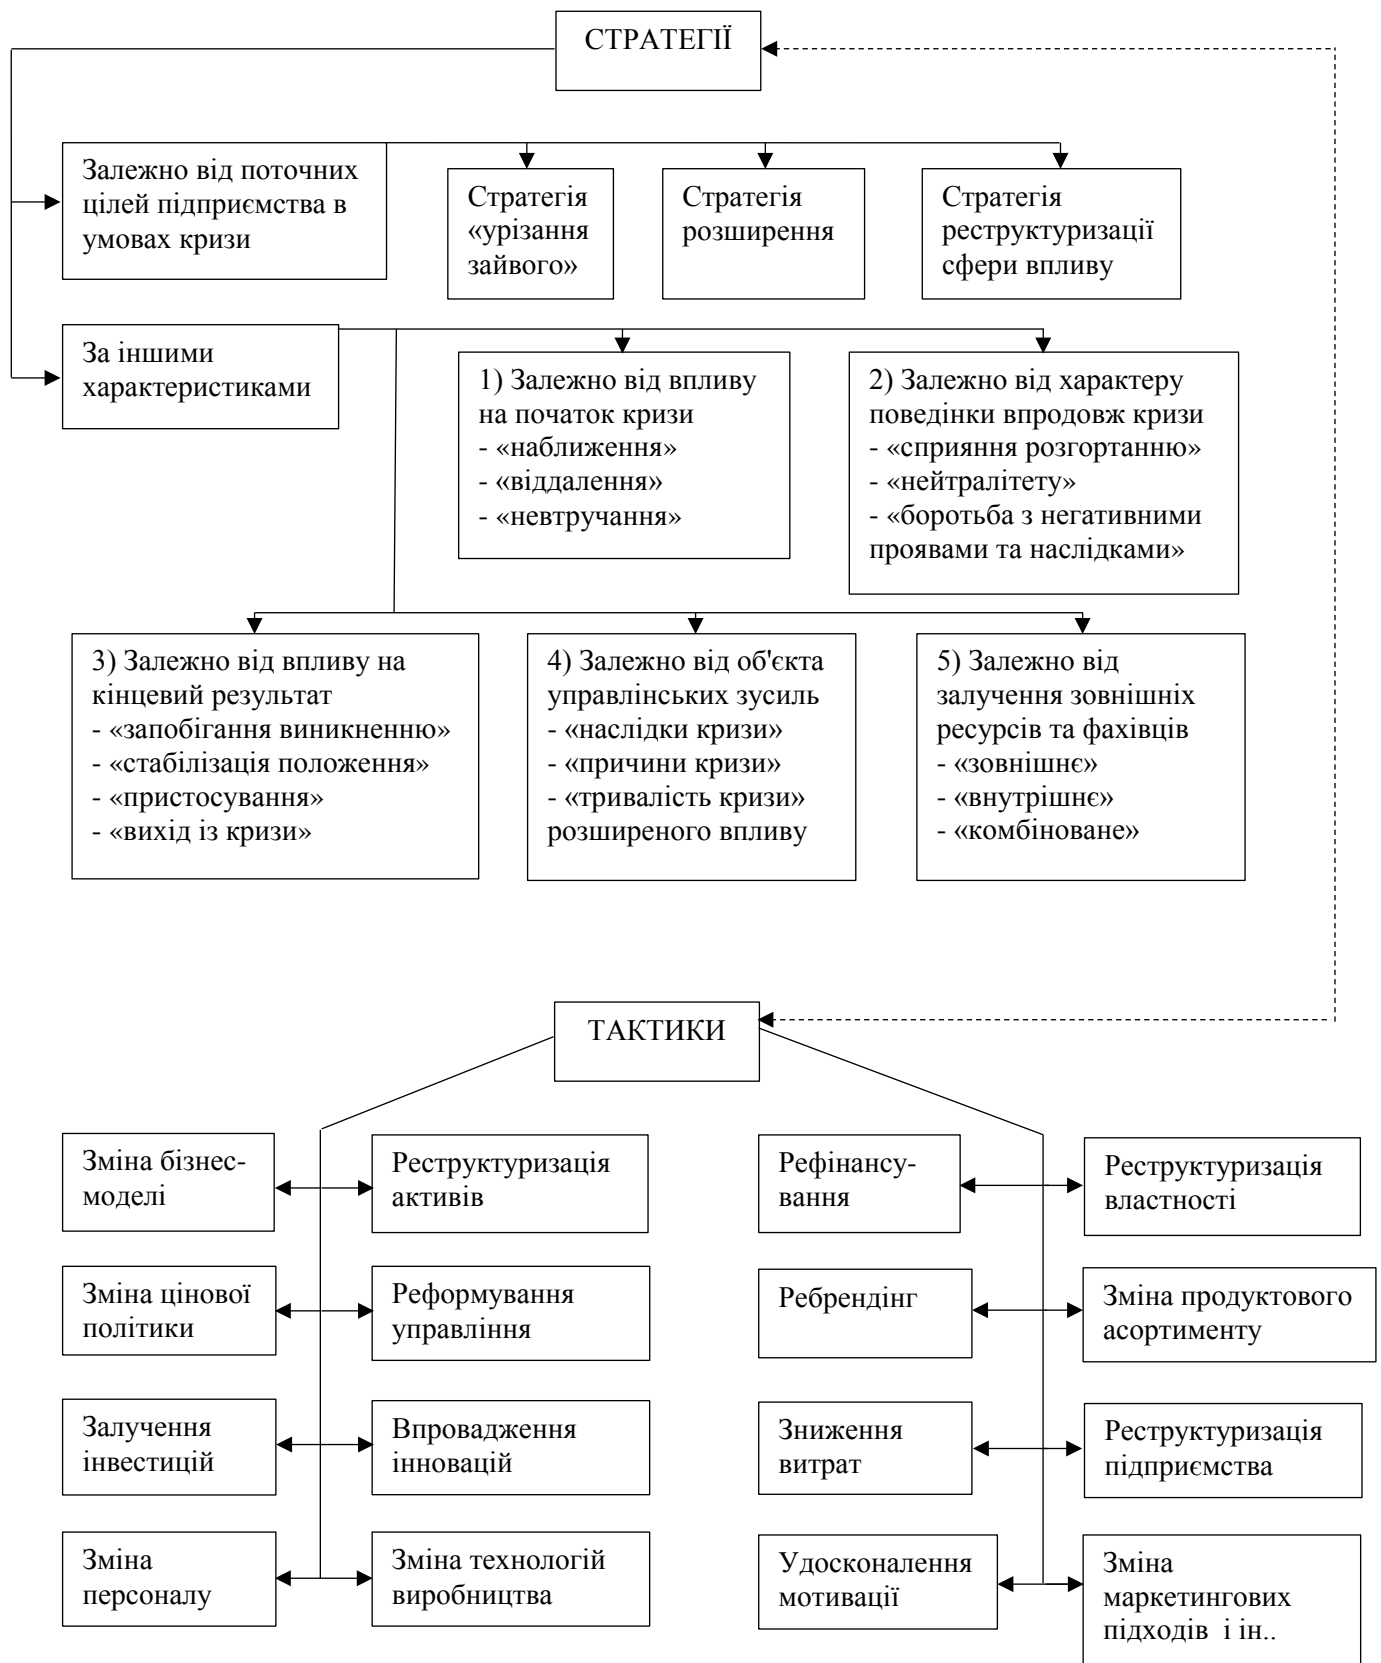 СТРАТЕГІЇ
Залежно від поточних
цілей підприємства в
умовах кризи
Стратегія
«урізання
зайвого»
Стратегія
розширення
Стратегія
реструктуризації
сфери впливу
За іншими
характеристиками
1) Залежно від впливу
на початок кризи
- «наближення»
- «віддалення»
- «невтручання»
2) Залежно від характеру
поведінки впродовж кризи
- «сприяння розгортанню»
- «нейтралітету»
- «боротьба з негативними
проявами та наслідками»
3) Залежно від впливу на
кінцевий результат
- «запобігання виникненню»
- «стабілізація положення»
- «пристосування»
- «вихід із кризи»
4) Залежно від об'єкта
управлінських зусиль
- «наслідки кризи»
- «причини кризи»
- «тривалість кризи»
розширеного впливу
5) Залежно від
залучення зовнішніх
ресурсів та фахівців
- «зовнішнє»
- «внутрішнє»
- «комбіноване»
ТАКТИКИ
Зміна бізнес-
моделі
Реструктуризація
активів
Рефінансу-
вання
Реструктуризація
властності
Зміна цінової
політики
Реформування
управління
Ребрендінг
Зміна продуктового
асортименту
Залучення
інвестицій
Впровадження
інновацій
Зниження
витрат
Реструктуризація
підприємства
Зміна
персоналу
Зміна технологій
виробництва
Удосконалення
мотивації
Зміна
маркетингових
підходів і ін..